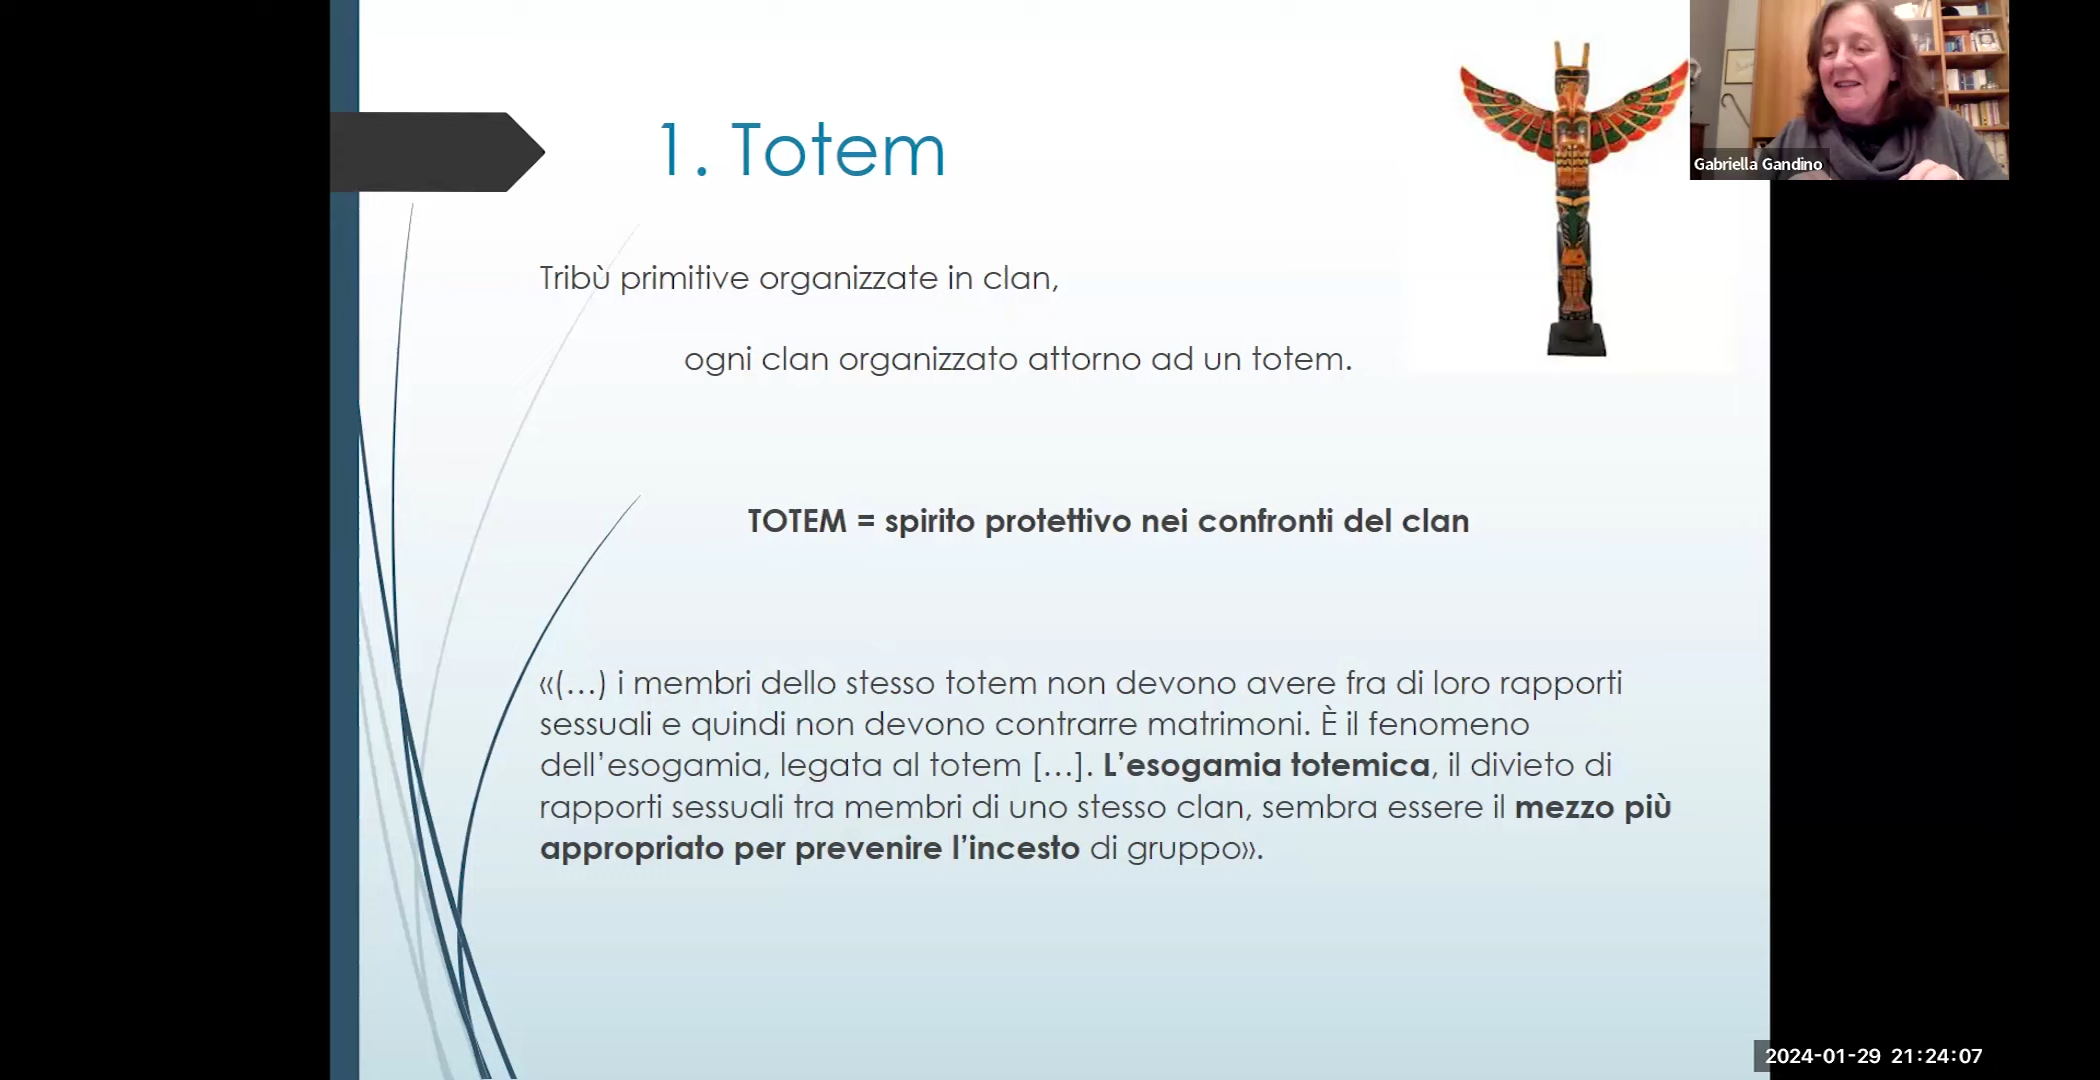 1. Totem
Gabriella Gandino
Tribù primitive organizzate in clan,
ogni clan organizzato attorno ad un totem.
TOTEM = spirito protettivo nei confronti del clan
«(…) i membri dello stesso totem non devono avere fra di loro rapporti
sessuali e quindi non devono contrarre matrimoni. È il fenomeno
dell’esogamia, legata al totem […]. L’esogamia totemica, il divieto di
rapporti sessuali tra membri di uno stesso clan, sembra essere il mezzo più
appropriato per prevenire l’incesto di gruppo».
2024-01-29 21:24:07